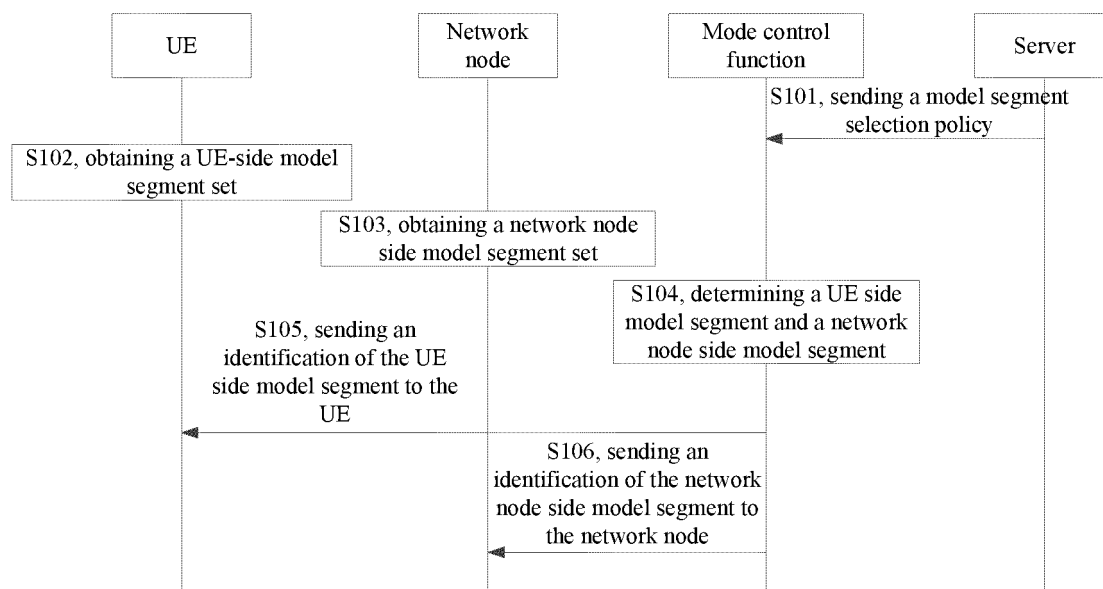 UE
Network
node
Mode control
function
Server
S101, sending a model segment
selection policy
S102, obtaining a UE-side model
segment set
S103, obtaining a network node
side model segment set
S104, determining a UE side
model segment and a network
node side model segment
S105, sending an
identification of the UE
side model segment to the
UE
S106, sending an
identification of the network
node side model segment to
the network node